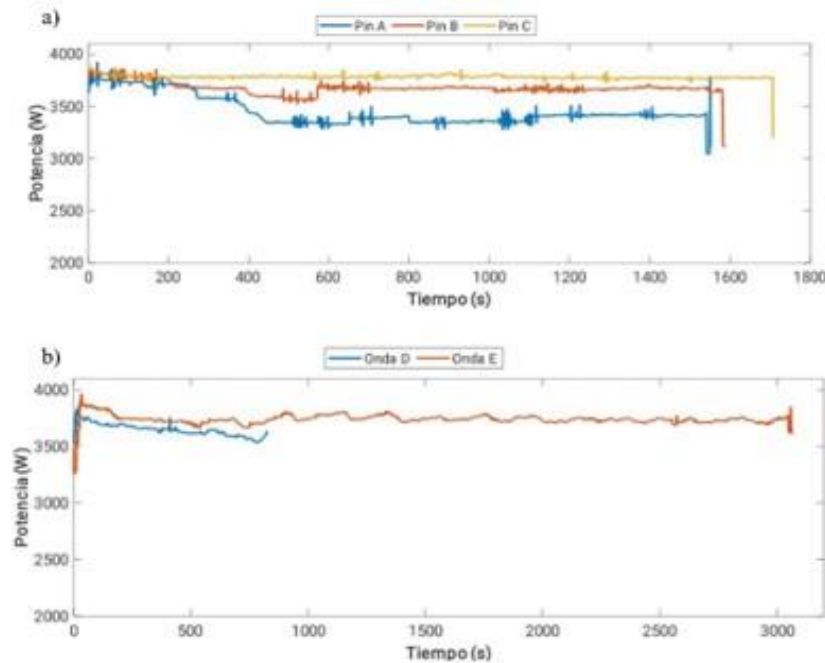 a)
Pin A Pin B Pin C
4000
3500
3000
2500
2000
Potencia (W)
0 200 400 600 800 1000 1200 1400 1600 1800
Tiempo (s)
b)
Onda D Onda E
4000
3500
3000
2500
2000
Potencia (W)
0 500 1000 1500 2000 2500 3000
Tiempo (s)